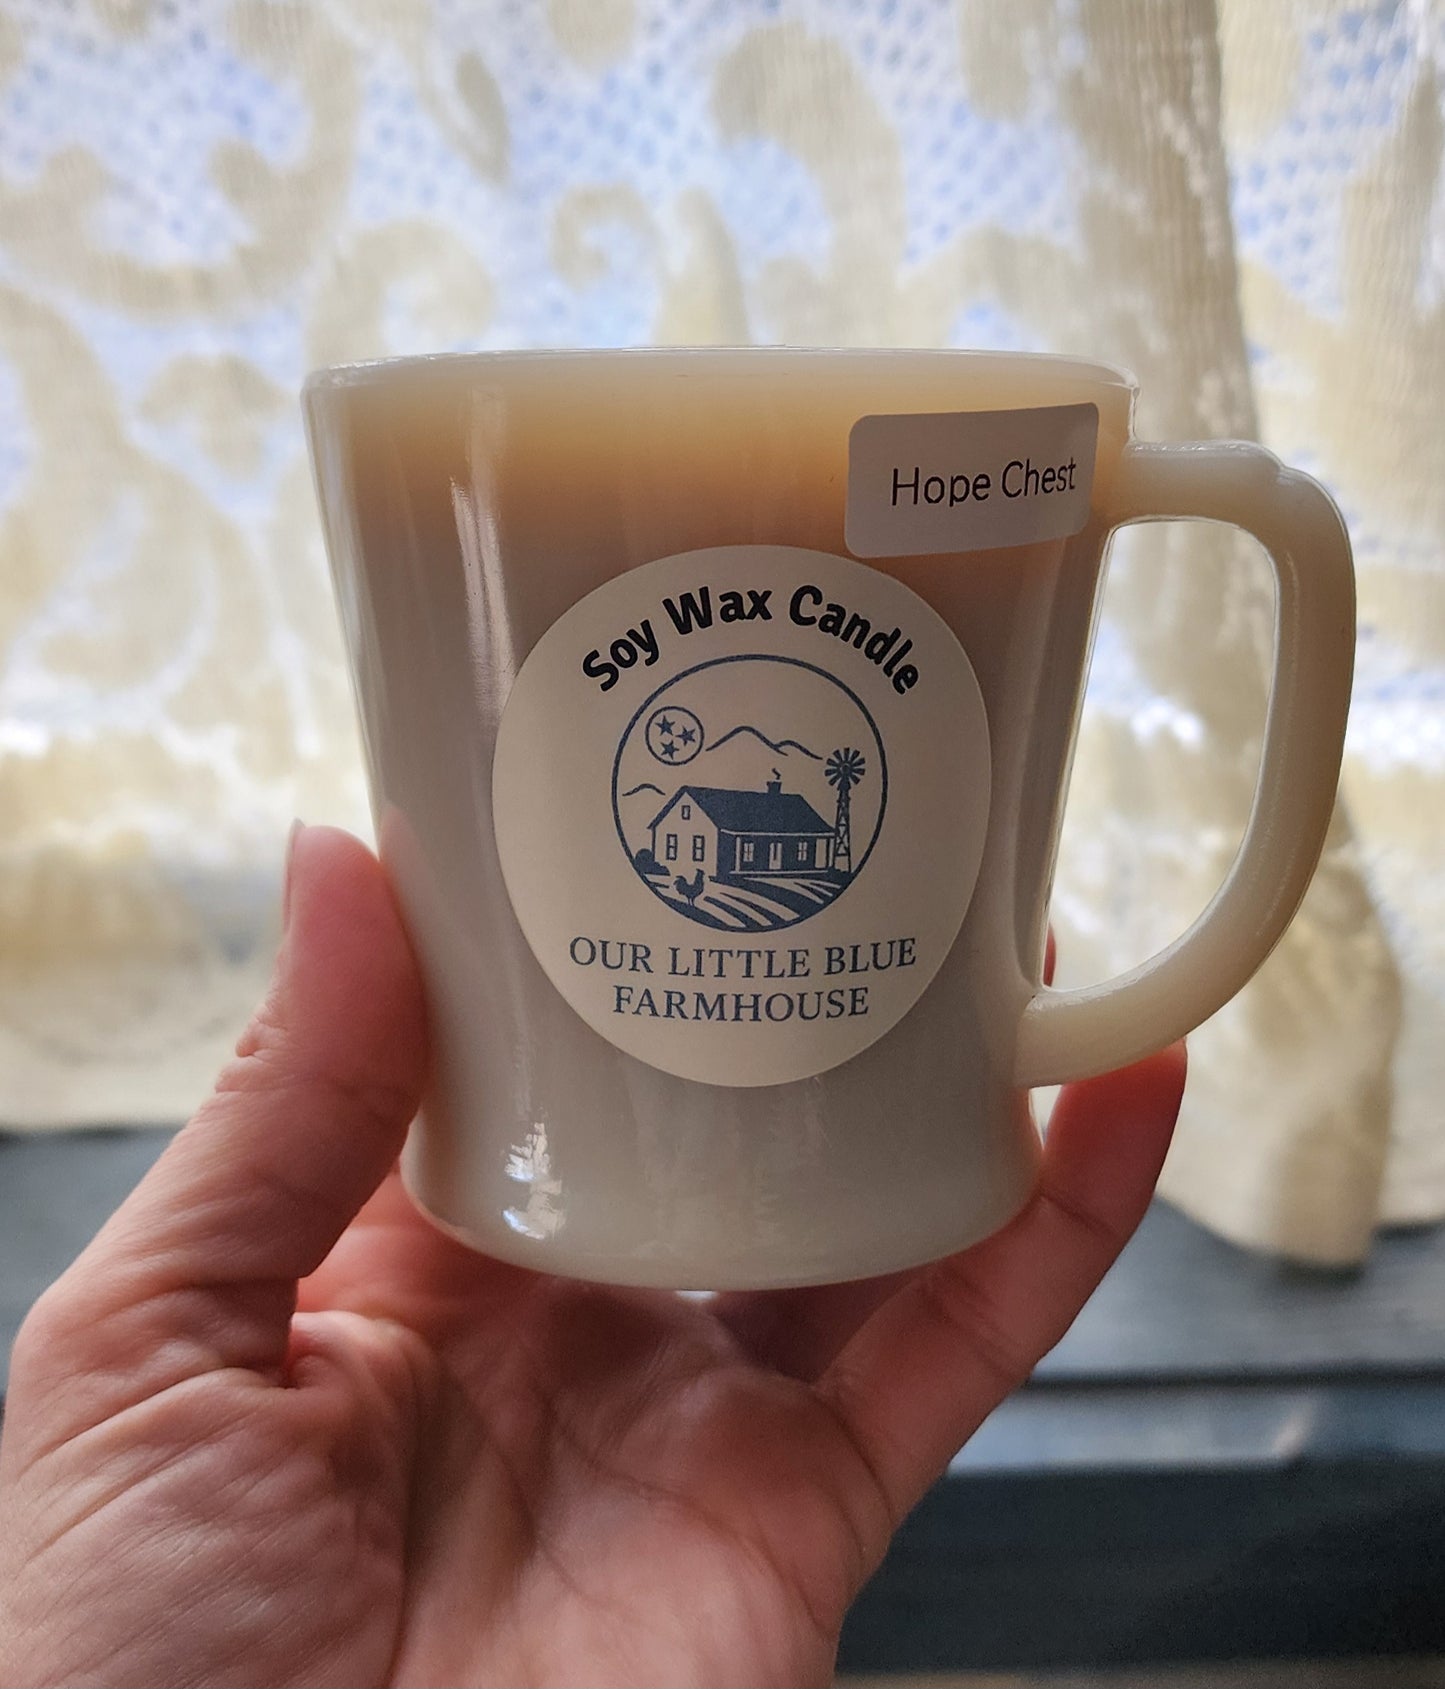 Hope Chest
Soy Wax Candle
OUR LITTLE BLUE
FARMHOUSE